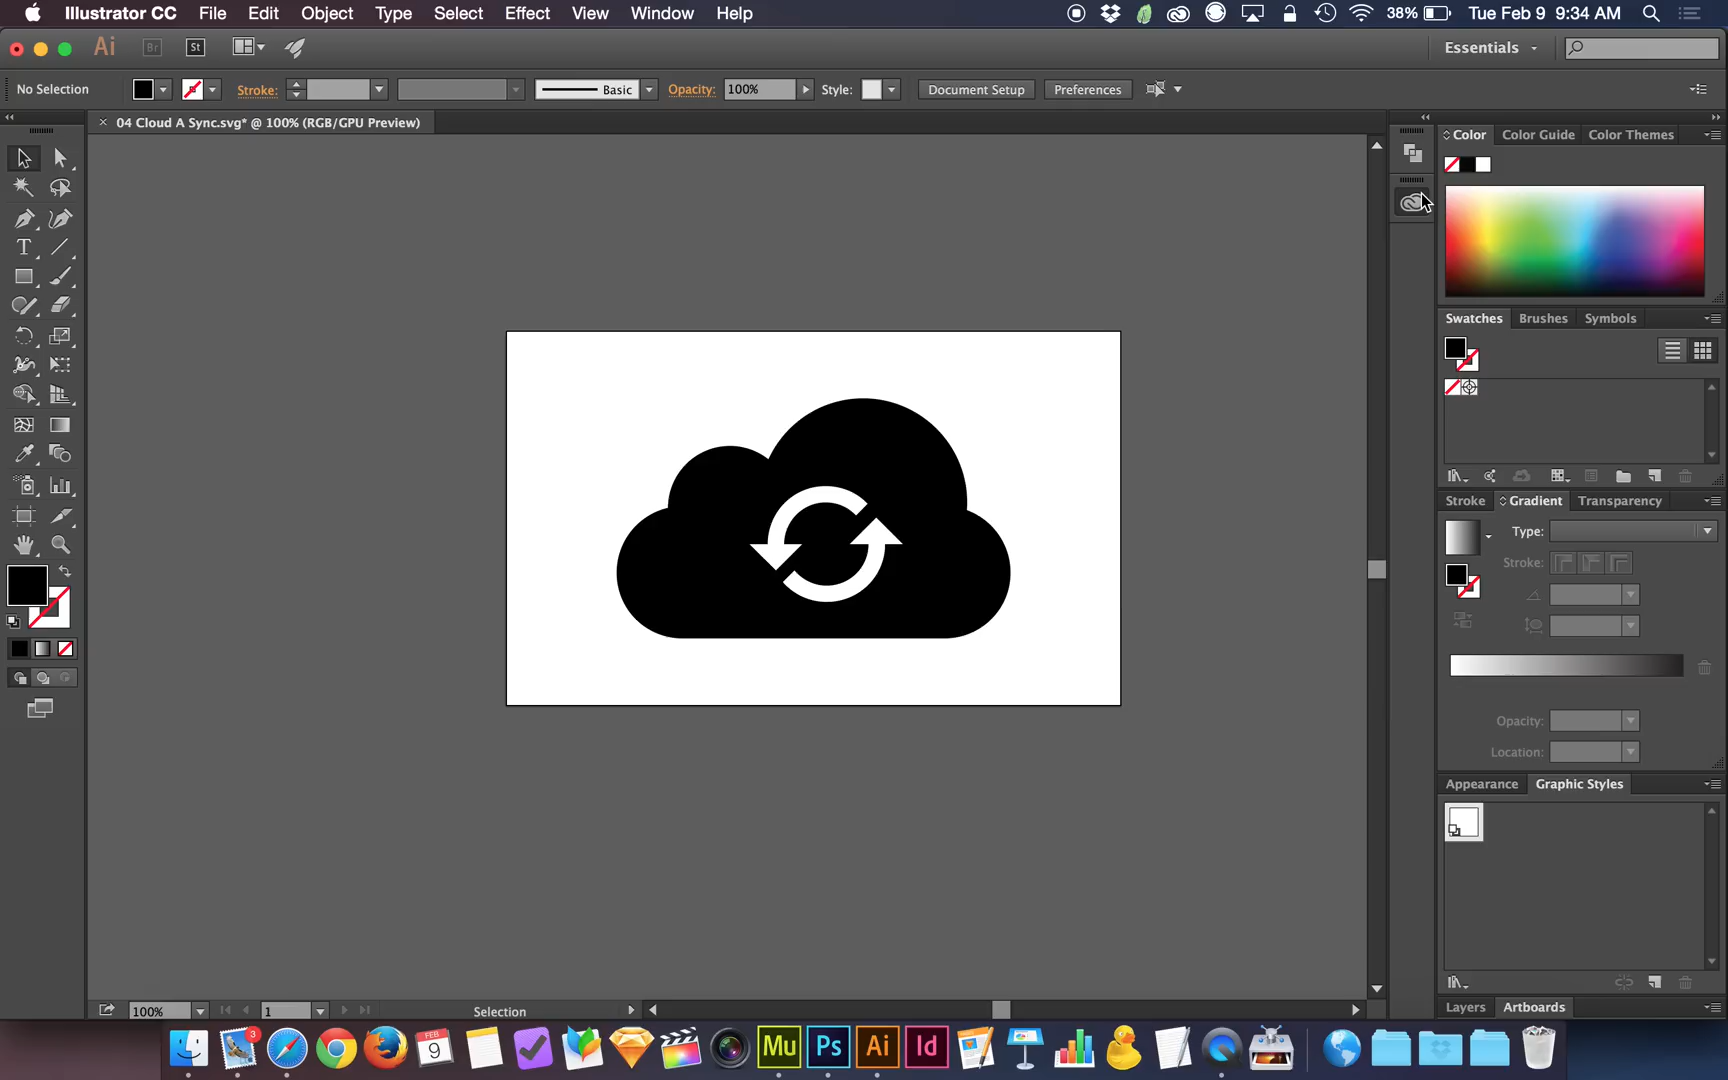 Illustrator CC File Edit Object Type Select Effect View Window Help 38% Tue Feb 9 9:34 AM
Ai Br St Essentials
No Selection Stroke: Basic Opacity: 100% Style: Document Setup Preferences
× 04 Cloud A Sync.svg* @ 100% (RGB/GPU Preview)
Color Color Guide Color Themes
T
Swatches Brushes Symbols
Stroke Gradient Transparency
Type:
Stroke:
Opacity:
Location:
Appearance Graphic Styles
100% 1 Selection
Layers Artboards
3 FEB 9 Mu Ps Ai Id